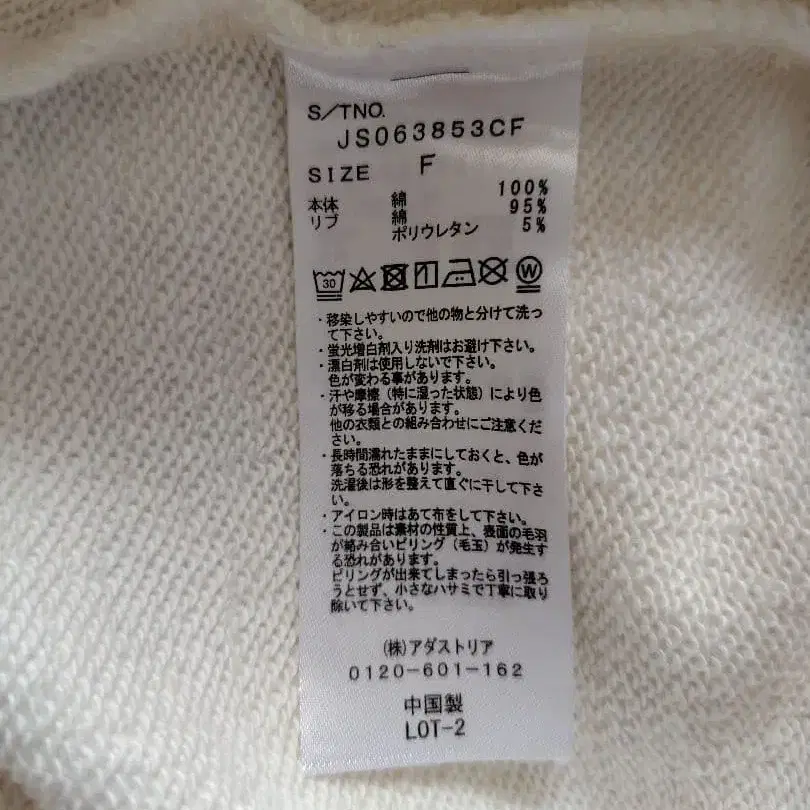 S/TNO.
JS063853CF
SIZE F
本体 綿 100%
リブ 綿 95%
ポリウレタン 5%
30 W
・移染しやすいので他の物と分けて洗っ
て下さい。
・蛍光増白剤入り洗剤はお避け下さい。
・漂白剤は使用しないで下さい。
色が変わる事があります。
・汗や摩擦（特に湿った状態）により色
が移る場合があります。
他の衣類との組み合わせにご注意くだ
さい。
・長時間濡れたままにしておくと、色が
落ちる恐れがあります。
洗濯後は形を整えて直ぐに干して下さ
い。
・アイロン時はあて布をして下さい。
・この製品は素材の性質上、表面の毛羽
が絡み合いピリング（毛玉）が発生す
る恐れがあります。
ピリングが出来てしまったら引っ張ろ
うとせず、小さなハサミで丁寧に取り
除いて下さい。
(株)アダストリア
0120-601-162
中国製
LOT-2